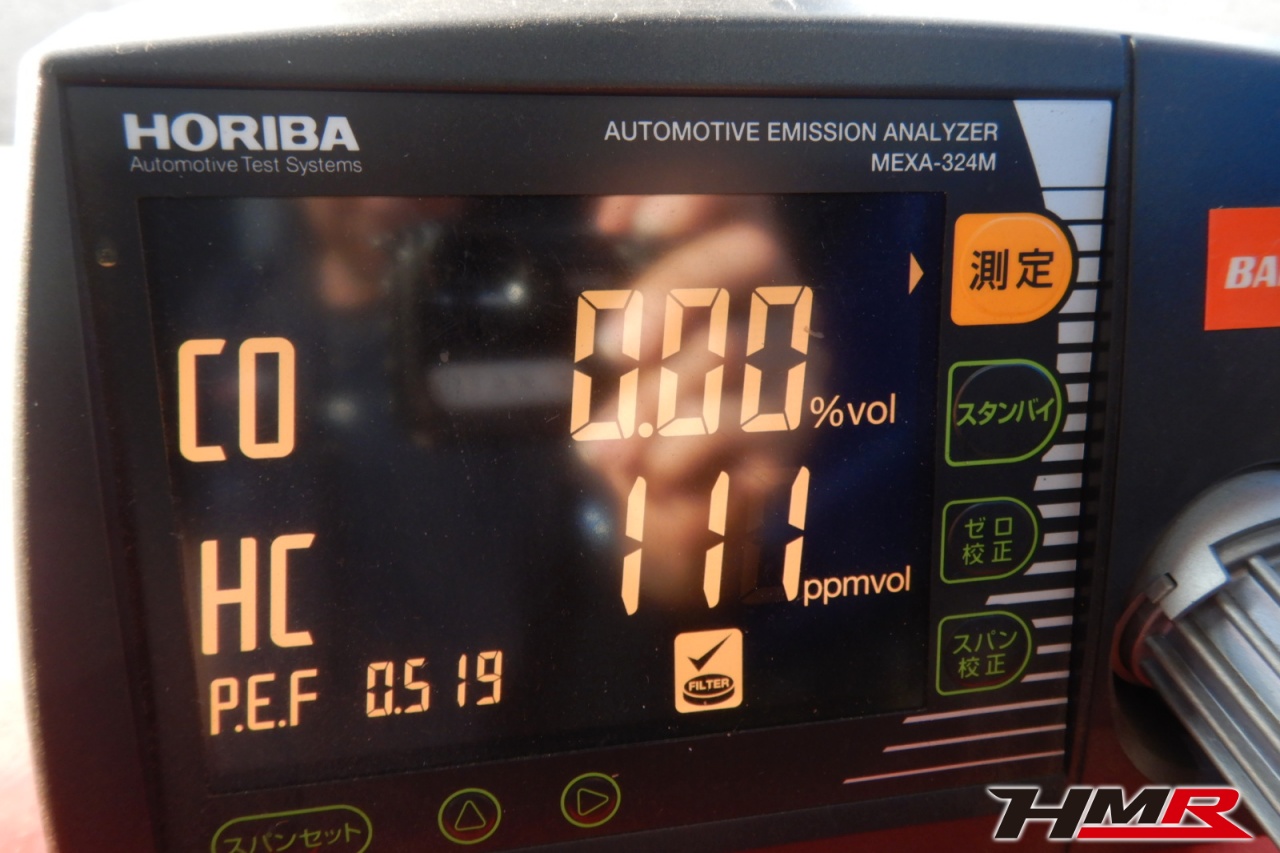 HORIBA
Automotive Test Systems
AUTOMOTIVE EMISSION ANALYZER
MEXA-324M
測定
CO 0.00 %vol
スタンバイ
HC 111 ppmvol
ゼロ
校正
スパン
校正
P.E.F 0.519
FILTER
スパンセット
BA
HMR